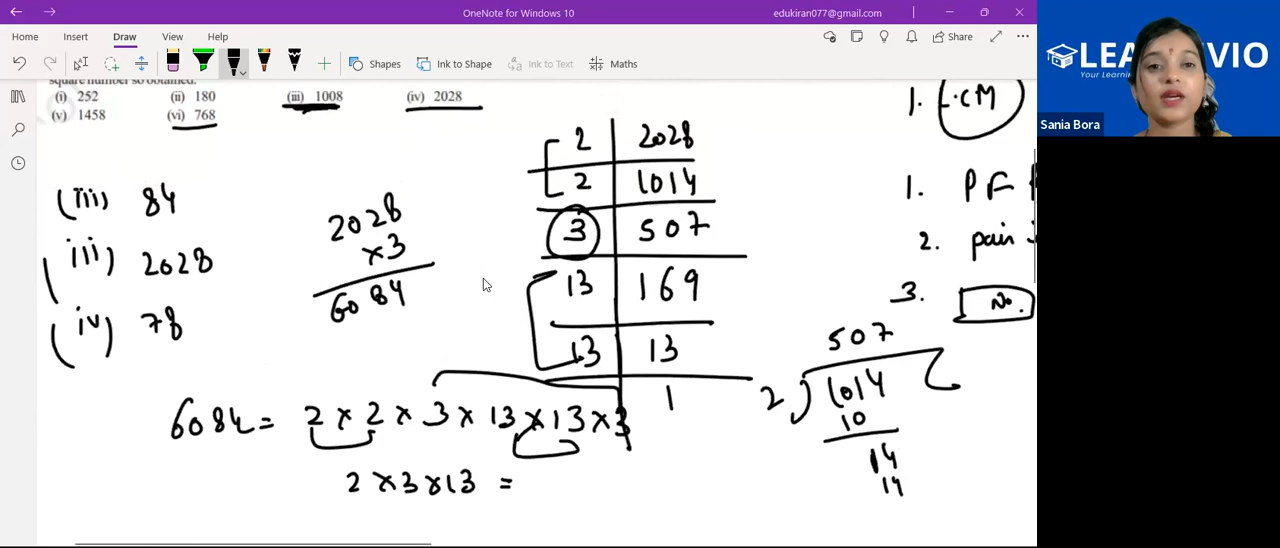 OneNote for Windows 10
edukiran077@gmail.com
Home Insert Draw View Help
Share
Shapes Ink to Shape Ink to Text Maths
square number so obtained.
(i) 252 (ii) 180 (iii) 1008 (iv) 2028
(v) 1458 (vi) 768
(iii) 84
iii) 2028
(iv) 78
2028
×3
6084
2 2028
2 1014
3 507
13 169
13 13
1
6084 = 2 × 2 × 3 × 13 × 13 × 3
2 × 3 × 13 =
1. L.CM
1. PF
2. pair
3. No.
507
2) 1014
10
14
14
VIO
Your Learn
Sania Bora